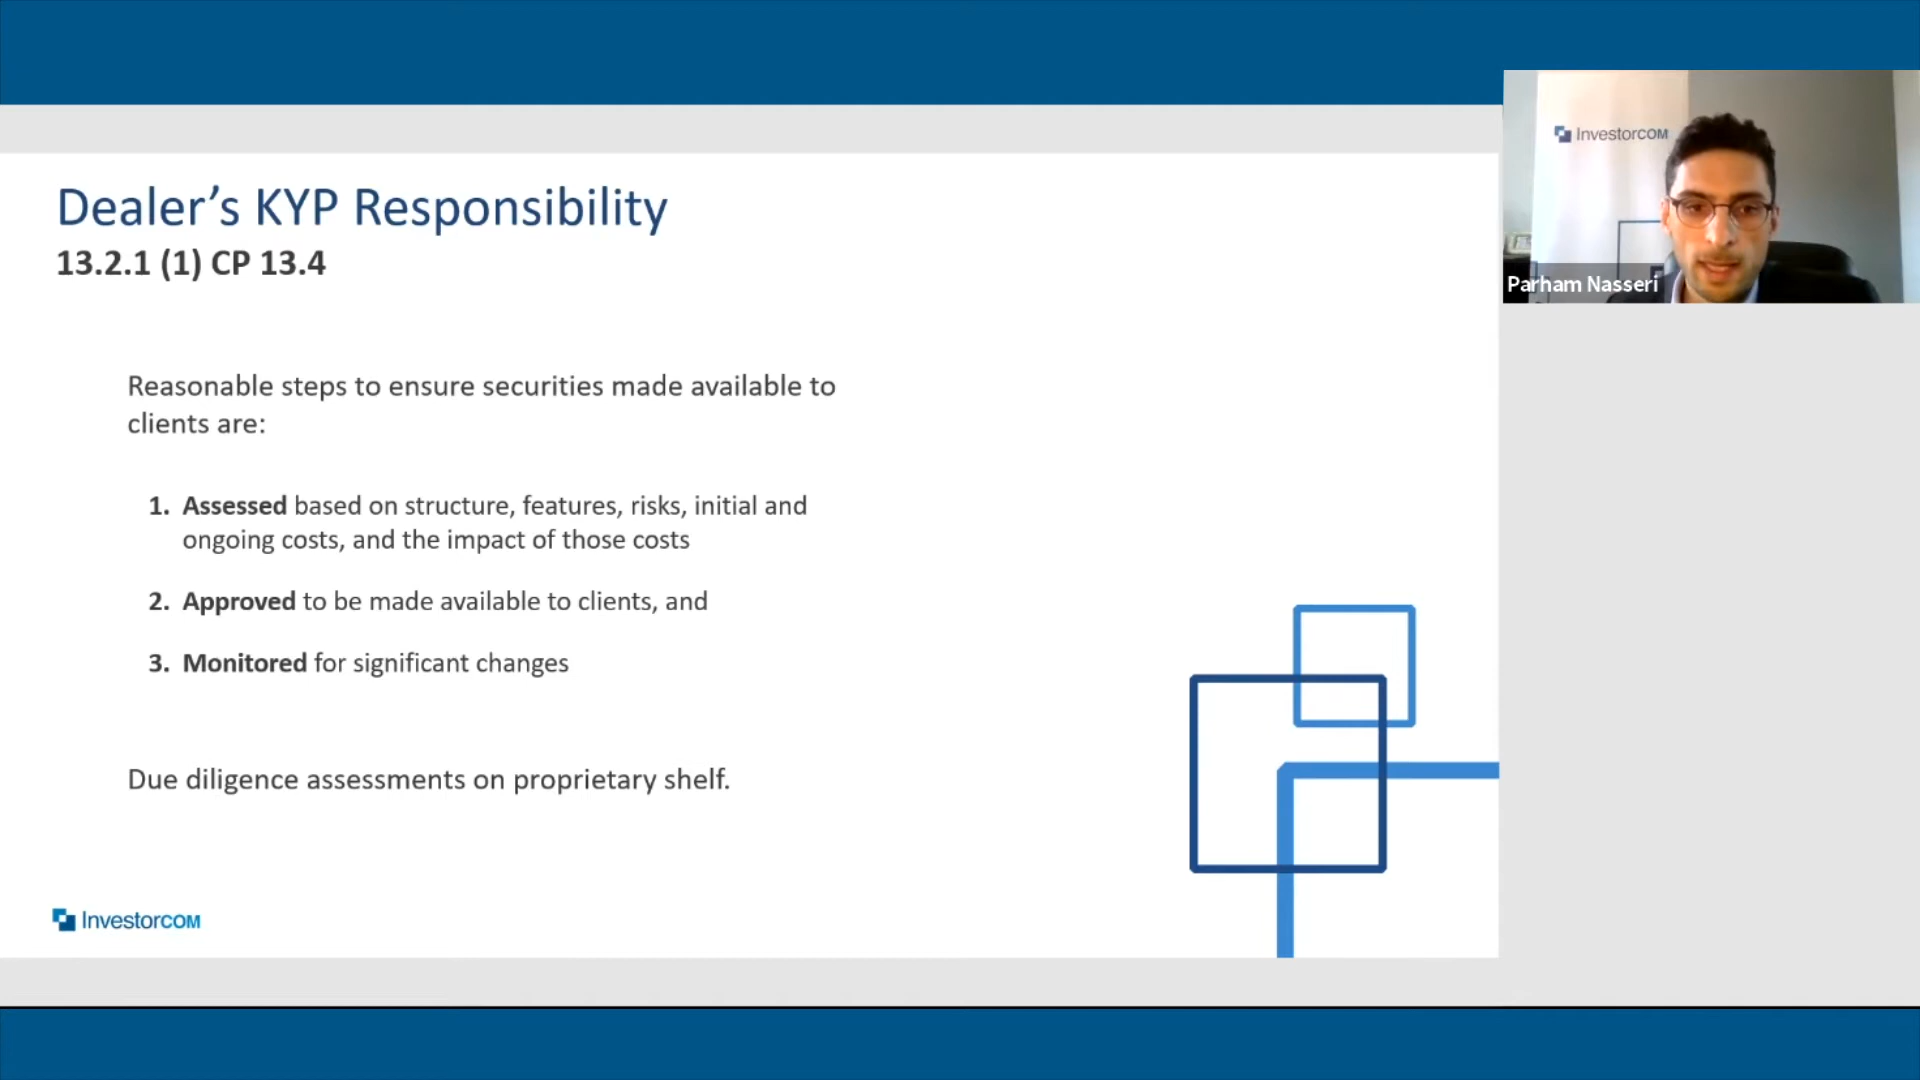 Dealer’s KYP Responsibility
13.2.1 (1) CP 13.4
Reasonable steps to ensure securities made available to
clients are:
1. Assessed based on structure, features, risks, initial and
ongoing costs, and the impact of those costs
2. Approved to be made available to clients, and
3. Monitored for significant changes
Due diligence assessments on proprietary shelf.
InvestorCOM
InvestorCOM
Parham Nasseri